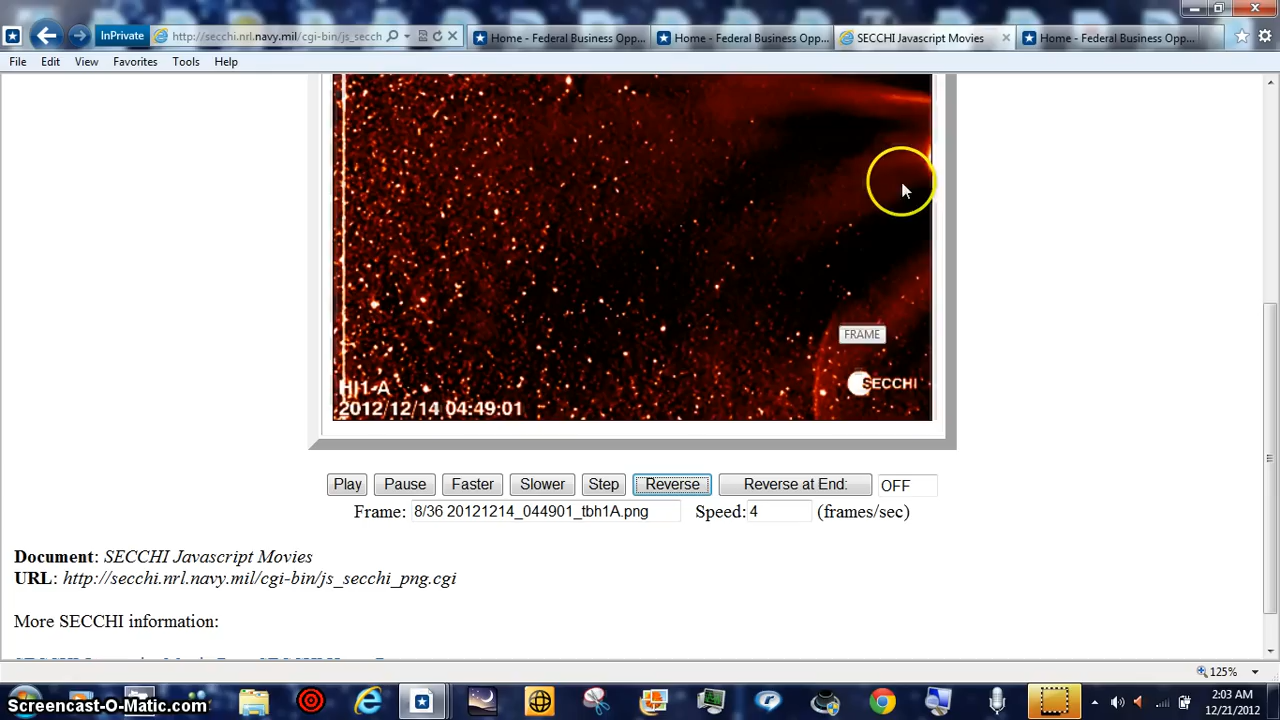 InPrivate
http://secchi.nrl.navy.mil/cgi-bin/js_secch
Home - Federal Business Opp...
Home - Federal Business Opp...
SECCHI Javascript Movies
Home - Federal Business Opp...
File Edit View Favorites Tools Help
FRAME
SECCHI
HI1-A
2012/12/14 04:49:01
Play Pause Faster Slower Step Reverse Reverse at End: OFF
Frame: 8/36 20121214_044901_tbh1A.png Speed: 4 (frames/sec)
Document: SECCHI Javascript Movies
URL: http://secchi.nrl.navy.mil/cgi-bin/js_secchi_png.cgi
More SECCHI information:
125%
2:03 AM
12/21/2012
Screencast-O-Matic.com